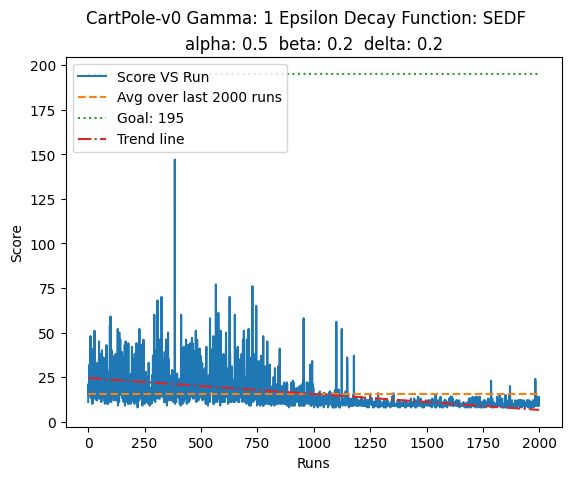 CartPole-v0 Gamma: 1 Epsilon Decay Function: SEDF
alpha: 0.5 beta: 0.2 delta: 0.2
Score VS Run
Avg over last 2000 runs
Goal: 195
Trend line
200
175
150
125
100
75
50
25
0
Score
0 250 500 750 1000 1250 1500 1750 2000
Runs